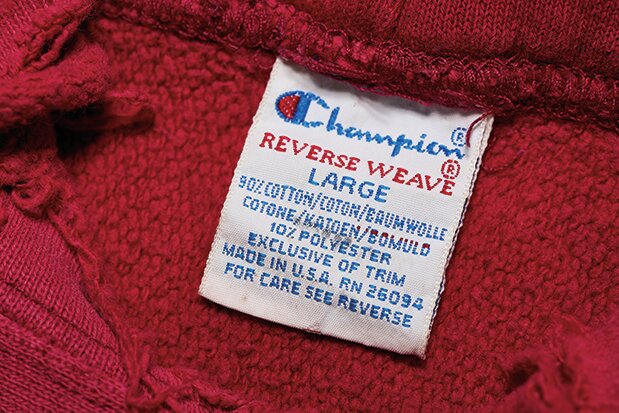 Champion®
REVERSE WEAVE®
LARGE
90% COTTON/COTON/BAUMWOLLE
COTONE/KATOEN/BOMULD
10% POLYESTER
EXCLUSIVE OF TRIM
MADE IN U.S.A. RN 26094
FOR CARE SEE REVERSE